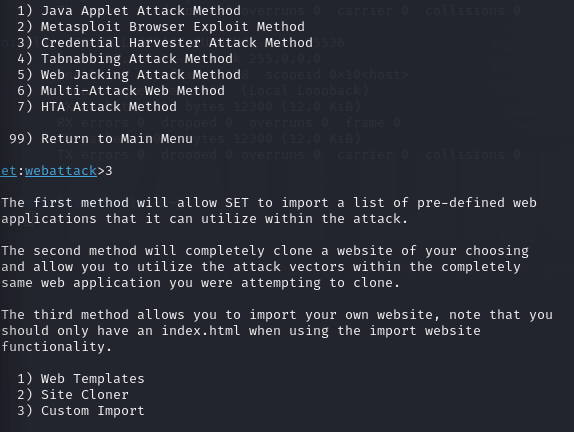 1) Java Applet Attack Method
2) Metasploit Browser Exploit Method
3) Credential Harvester Attack Method
4) Tabnabbing Attack Method
5) Web Jacking Attack Method
6) Multi-Attack Web Method
7) HTA Attack Method
99) Return to Main Menu
et:webattack>3
The first method will allow SET to import a list of pre-defined web
applications that it can utilize within the attack.
The second method will completely clone a website of your choosing
and allow you to utilize the attack vectors within the completely
same web application you were attempting to clone.
The third method allows you to import your own website, note that you
should only have an index.html when using the import website
functionality.
1) Web Templates
2) Site Cloner
3) Custom Import